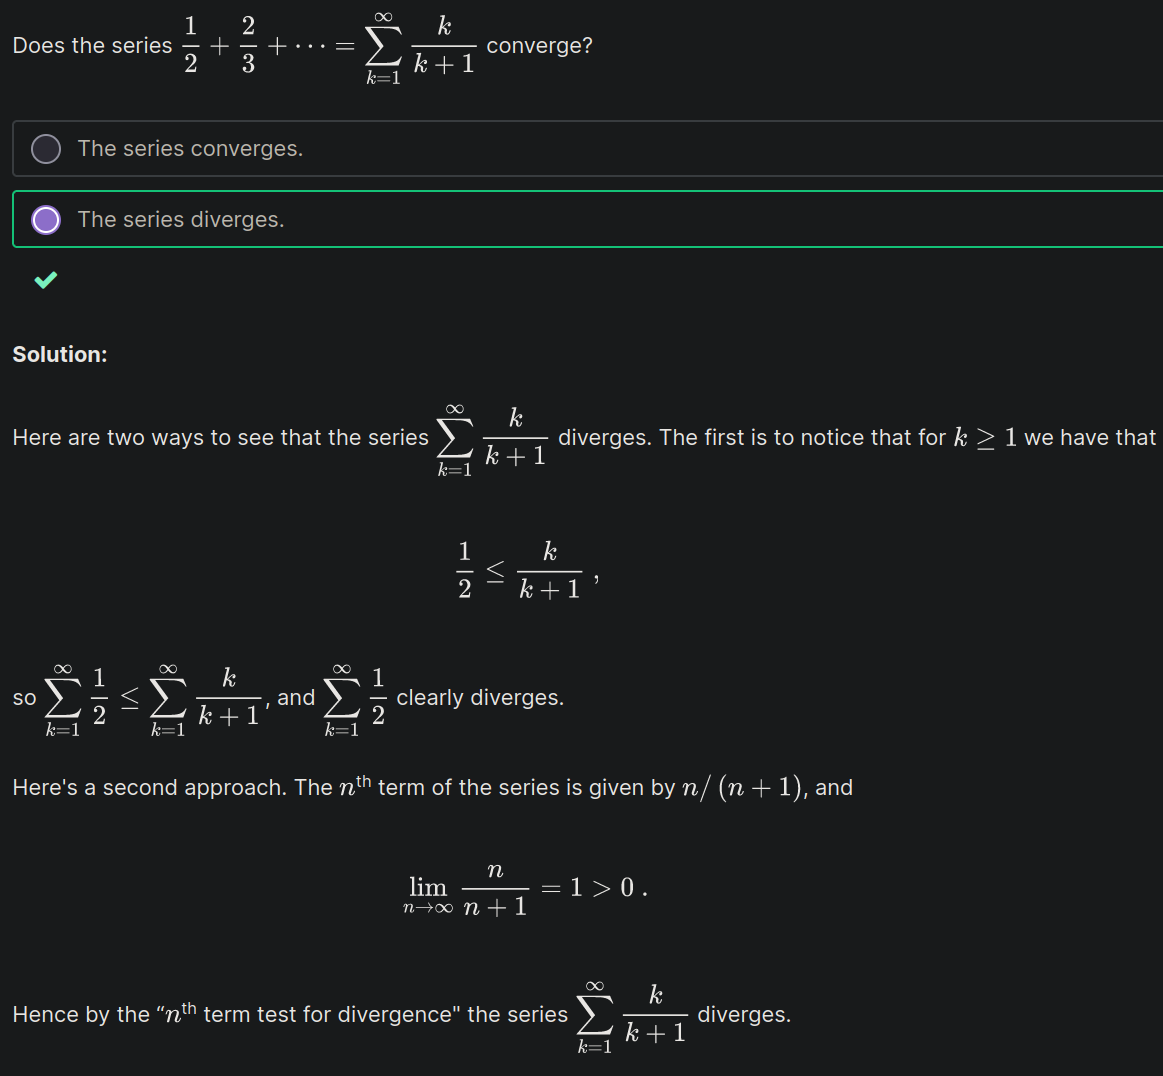 Does the series $\frac{1}{2} + \frac{2}{3} + \cdots = \sum_{k=1}^{\infty} \frac{k}{k+1}$ converge?
The series converges.
The series diverges.
Solution:
Here are two ways to see that the series $\sum_{k=1}^{\infty} \frac{k}{k+1}$ diverges. The first is to notice that for $k \geq 1$ we have that
$\frac{1}{2} \leq \frac{k}{k+1}$ ,
so $\sum_{k=1}^{\infty} \frac{1}{2} \leq \sum_{k=1}^{\infty} \frac{k}{k+1}$, and $\sum_{k=1}^{\infty} \frac{1}{2}$ clearly diverges.
Here's a second approach. The $n^{\text{th}}$ term of the series is given by $n/(n+1)$, and
$\lim_{n \to \infty} \frac{n}{n+1} = 1 > 0$ .
Hence by the “$n^{\text{th}}$ term test for divergence" the series $\sum_{k=1}^{\infty} \frac{k}{k+1}$ diverges.